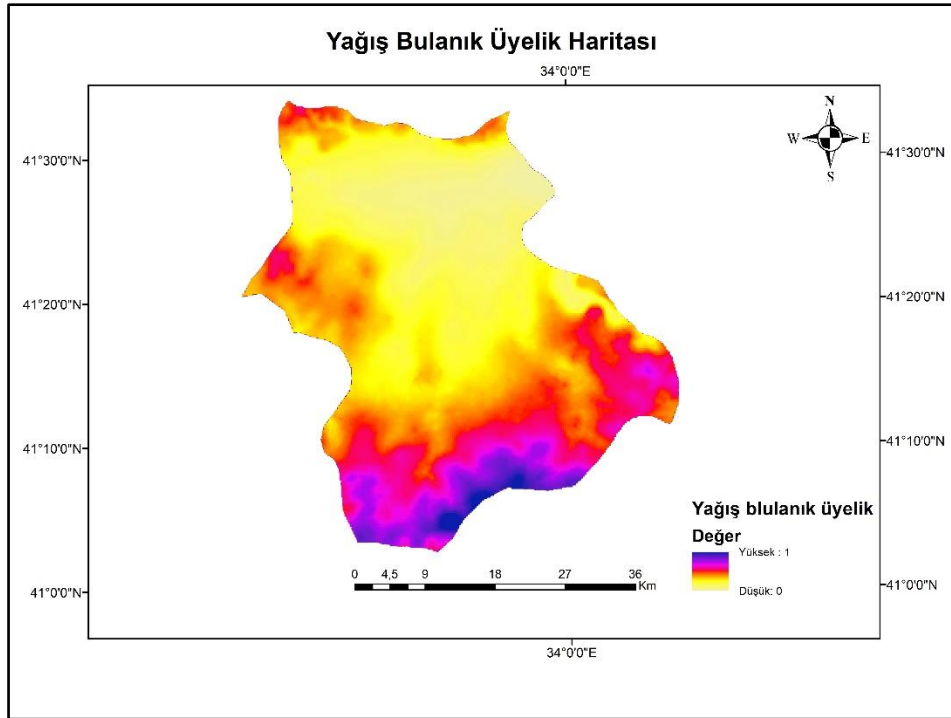 Yağış Bulanık Üyelik Haritası
34°0'0"E
N
W E
S
41°30'0"N 41°30'0"N
41°20'0"N 41°20'0"N
41°10'0"N 41°10'0"N
Yağış blulanık üyelik
Değer
Yüksek : 1
Düşük: 0
0 4,5 9 18 27 36
Km
41°0'0"N 41°0'0"N
34°0'0"E